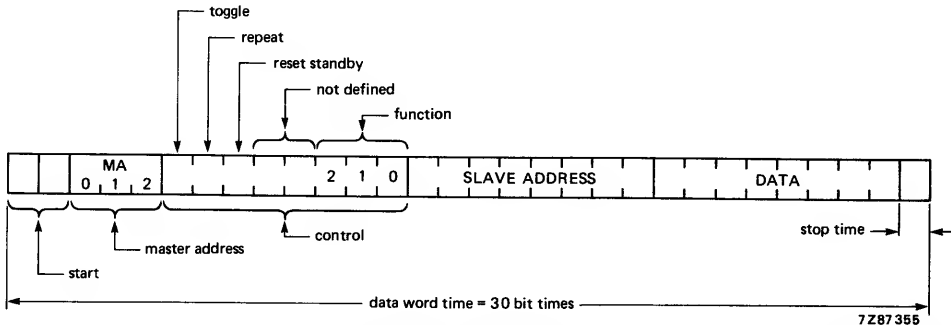 toggle
repeat
reset standby
not defined
function
MA
0 1 2
2 1 0
SLAVE ADDRESS
DATA
control
stop time
master address
start
data word time = 30 bit times
7Z87355